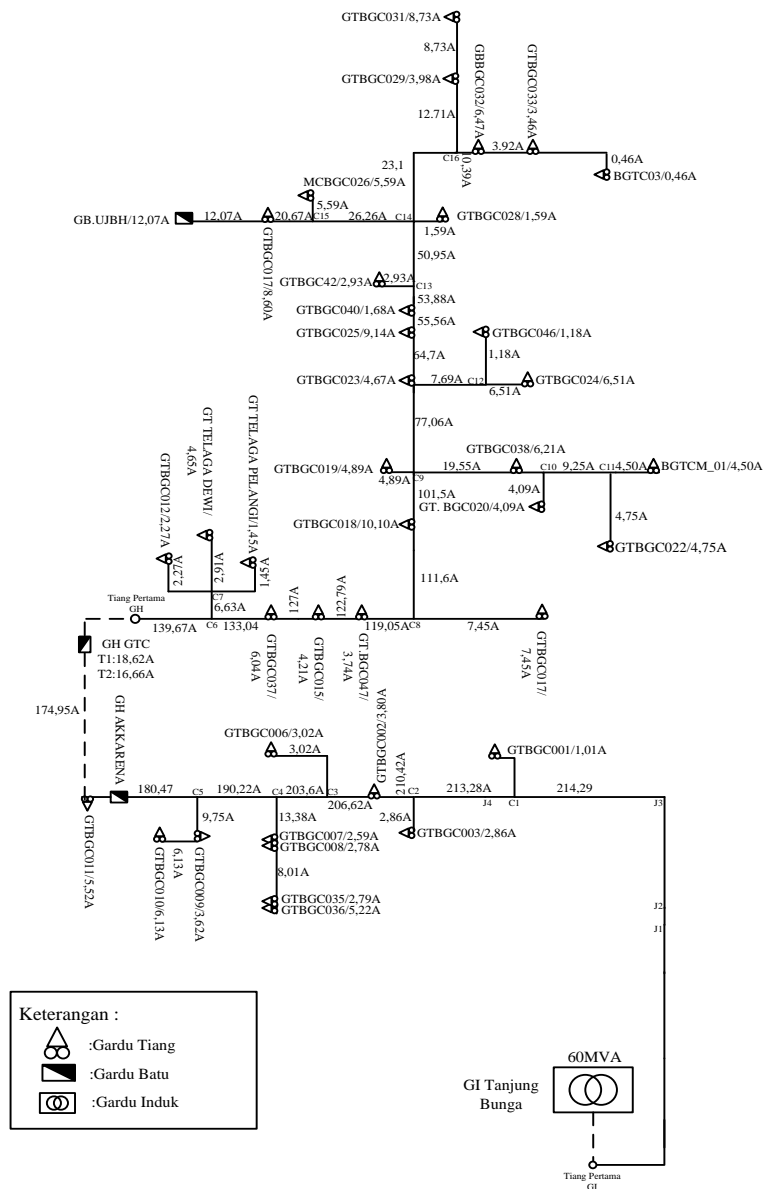 GTBGC031/8,73A
8,73A
GTBGC029/3,98A
12.71A
GBBGC032/6,47A
GTBGC033/3,46A
C16
3.92A
10,39A
0,46A
BGTC03/0,46A
23,1
MCBGC026/5,59A
5,59A
GB.UJBH/12,07A
12,07A
20,67A
C15
26,26A
C14
GTBGC028/1,59A
1,59A
GTBGC017/8,60A
50,95A
GTBGC42/2,93A
2,93A
C13
53,88A
GTBGC040/1,68A
55,56A
GTBGC025/9,14A
GTBGC046/1,18A
64,7A
1,18A
GTBGC023/4,67A
7,69A
C12
GTBGC024/6,51A
6,51A
77,06A
GTBGC038/6,21A
GTBGC019/4,89A
4,89A
C9
19,55A
C10
9,25A
C11
4,50A
BGTCM_01/4,50A
101,5A
4,09A
GT. BGC020/4,09A
4,75A
GTBGC018/10,10A
GTBGC022/4,75A
111,6A
GTBGC012/2,27A
GT TELAGA DEWI/
4,65A
GT TELAGA PELANGI/1,45A
2,27A
2,91A
1,45A
C7
6,63A
Tiang Pertama
GH
139,67A
C6
133,04
127A
122,79A
119,05A
C8
7,45A
GTBGC037/
6,04A
GTBGC015/
4,21A
GT.BGC047/
3,74A
GTBGC017/
7,45A
GH GTC
T1:18,62A
T2:16,66A
174,95A
GH AKKARENA
GTBGC006/3,02A
3,02A
GTBGC002/3,80A
210,42A
GTBGC001/1,01A
180,47
C5
190,22A
C4
203,6A
C3
206,62A
C2
213,28A
J4
C1
214,29
J3
GTBGC011/5,52A
9,75A
13,38A
2,86A
GTBGC003/2,86A
GTBGC007/2,59A
GTBGC008/2,78A
6,13A
8,01A
GTBGC010/6,13A
GTBGC009/3,62A
GTBGC035/2,79A
GTBGC036/5,22A
J2
J1
Keterangan :
:Gardu Tiang
:Gardu Batu
:Gardu Induk
60MVA
GI Tanjung
Bunga
Tiang Pertama
GI